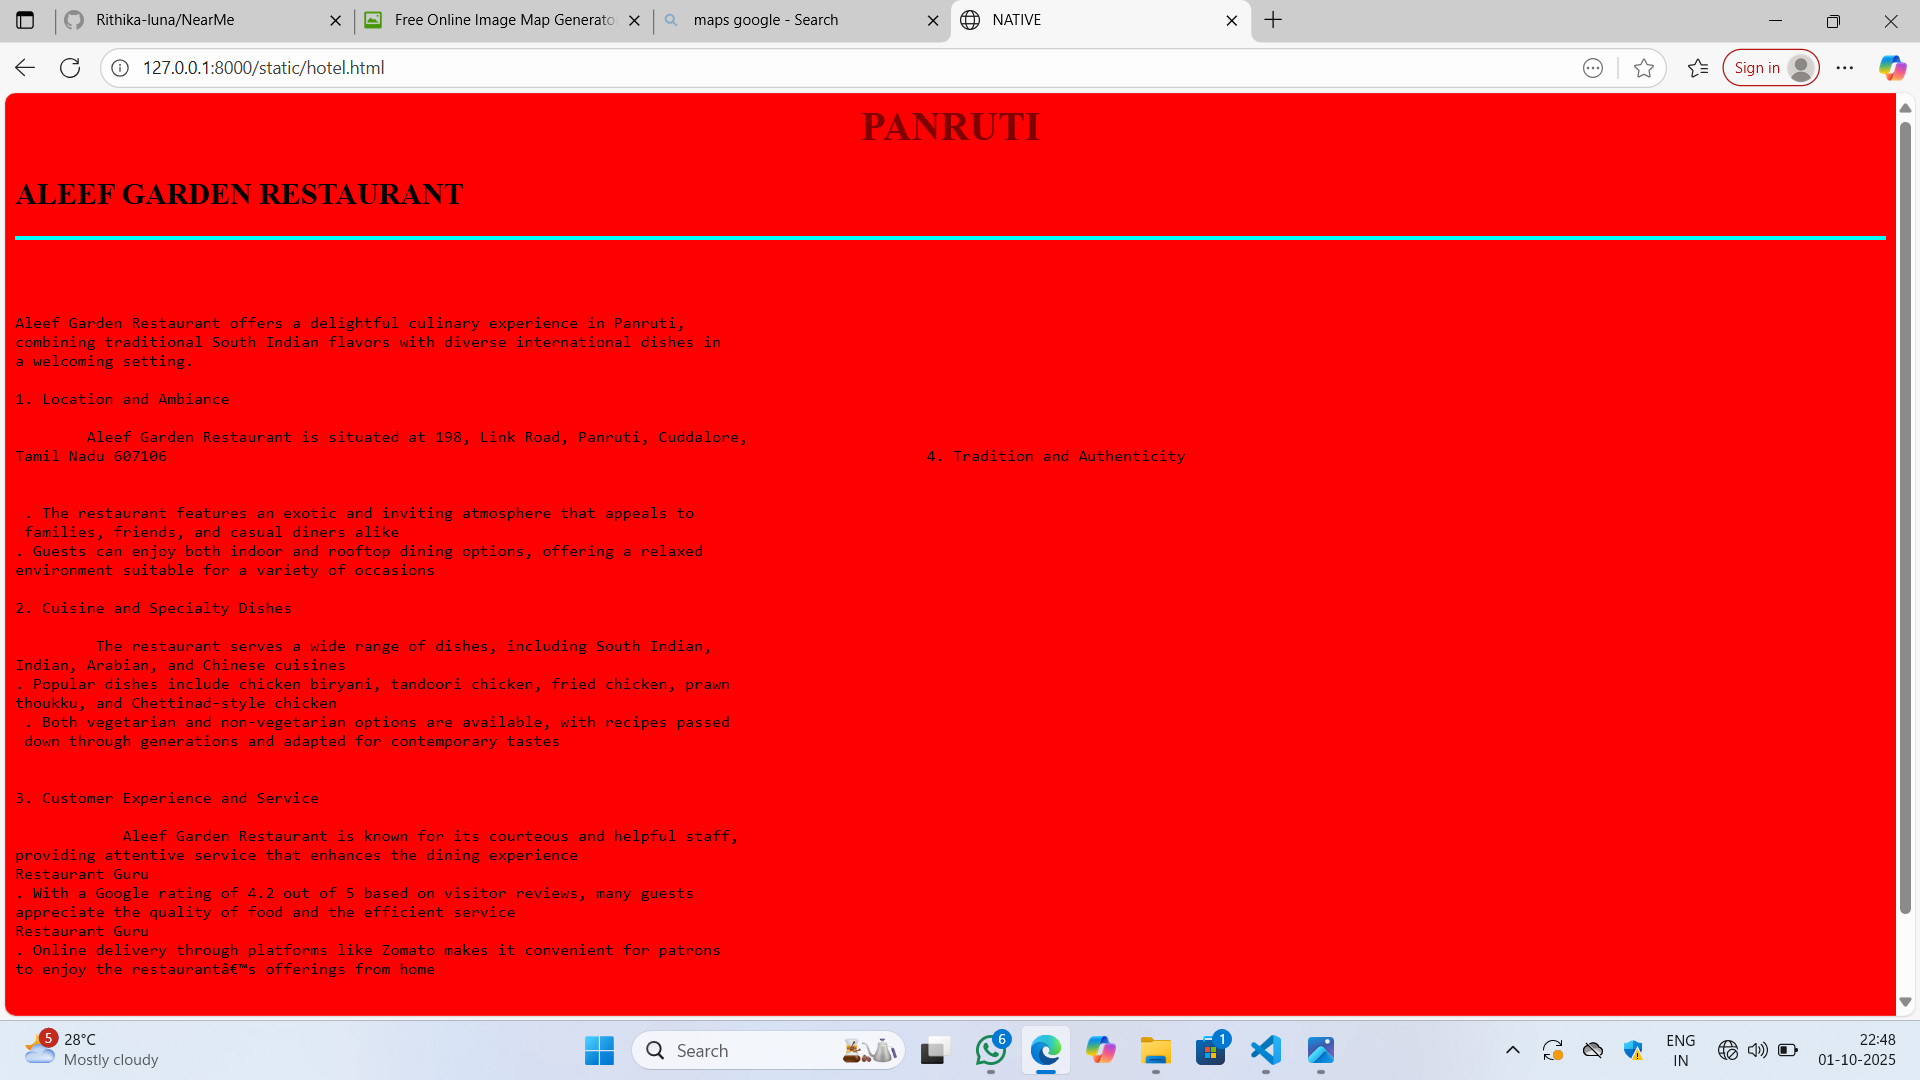 Rithika-luna/NearMe
Free Online Image Map Generato
maps google - Search
NATIVE
127.0.0.1:8000/static/hotel.html
Sign in
PANRUTI
ALEEF GARDEN RESTAURANT
Aleef Garden Restaurant offers a delightful culinary experience in Panruti,
combining traditional South Indian flavors with diverse international dishes in
a welcoming setting.
1. Location and Ambiance
Aleef Garden Restaurant is situated at 198, Link Road, Panruti, Cuddalore,
Tamil Nadu 607106
4. Tradition and Authenticity
. The restaurant features an exotic and inviting atmosphere that appeals to
families, friends, and casual diners alike
. Guests can enjoy both indoor and rooftop dining options, offering a relaxed
environment suitable for a variety of occasions
2. Cuisine and Specialty Dishes
The restaurant serves a wide range of dishes, including South Indian,
Indian, Arabian, and Chinese cuisines
. Popular dishes include chicken biryani, tandoori chicken, fried chicken, prawn
thoukku, and Chettinad-style chicken
. Both vegetarian and non-vegetarian options are available, with recipes passed
down through generations and adapted for contemporary tastes
3. Customer Experience and Service
Aleef Garden Restaurant is known for its courteous and helpful staff,
providing attentive service that enhances the dining experience
Restaurant Guru
. With a Google rating of 4.2 out of 5 based on visitor reviews, many guests
appreciate the quality of food and the efficient service
Restaurant Guru
. Online delivery through platforms like Zomato makes it convenient for patrons
to enjoy the restaurantâ€™s offerings from home
5
28°C
Mostly cloudy
Search
6
1
ENG
IN
22:48
01-10-2025